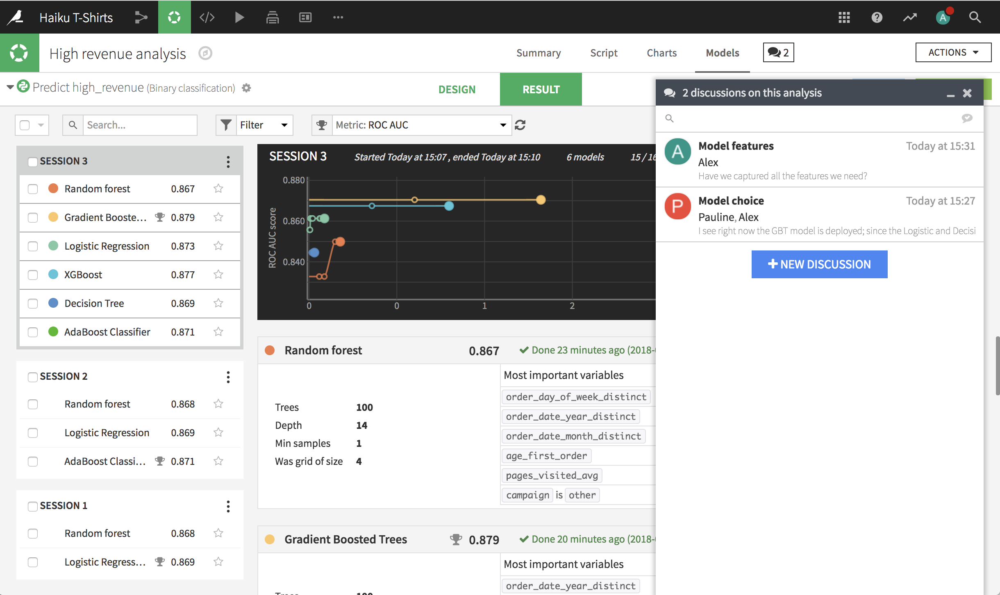 Haiku T-Shirts
A
High revenue analysis
Summary
Script
Charts
Models
2
ACTIONS
Predict high_revenue (Binary classification)
DESIGN
RESULT
Search...
Filter
Metric: ROC AUC
SESSION 3
Random forest 0.867
Gradient Booste... 0.879
Logistic Regression 0.873
XGBoost 0.877
Decision Tree 0.869
AdaBoost Classifier 0.871
SESSION 2
Random forest 0.868
Logistic Regression 0.869
AdaBoost Classi... 0.871
SESSION 1
Random forest 0.868
Logistic Regress... 0.869
SESSION 3 Started Today at 15:07 , ended Today at 15:10 6 models 15 / 16
ROC AUC score
0.880
0.860
0.840
0 0 1 2
Random forest 0.867 Done 23 minutes ago (2018-
Trees 100
Depth 14
Min samples 1
Was grid of size 4
Most important variables
order_day_of_week_distinct
order_date_year_distinct
order_date_month_distinct
age_first_order
pages_visited_avg
campaign is other
Gradient Boosted Trees 0.879 Done 20 minutes ago (2018-
Most important variables
order_date_year_distinct
Trees 100
2 discussions on this analysis
A
Model features Today at 15:31
Alex
Have we captured all the features we need?
P
Model choice Today at 15:27
Pauline, Alex
I see right now the GBT model is deployed; since the Logistic and Decisi
NEW DISCUSSION